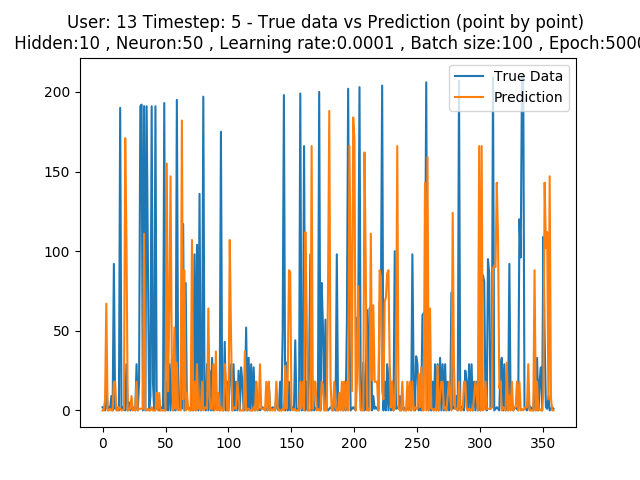 User: 13 Timestep: 5 - True data vs Prediction (point by point)
Hidden:10 , Neuron:50 , Learning rate:0.0001 , Batch size:100 , Epoch:5000
True Data
Prediction
200
150
100
50
0
0 50 100 150 200 250 300 350